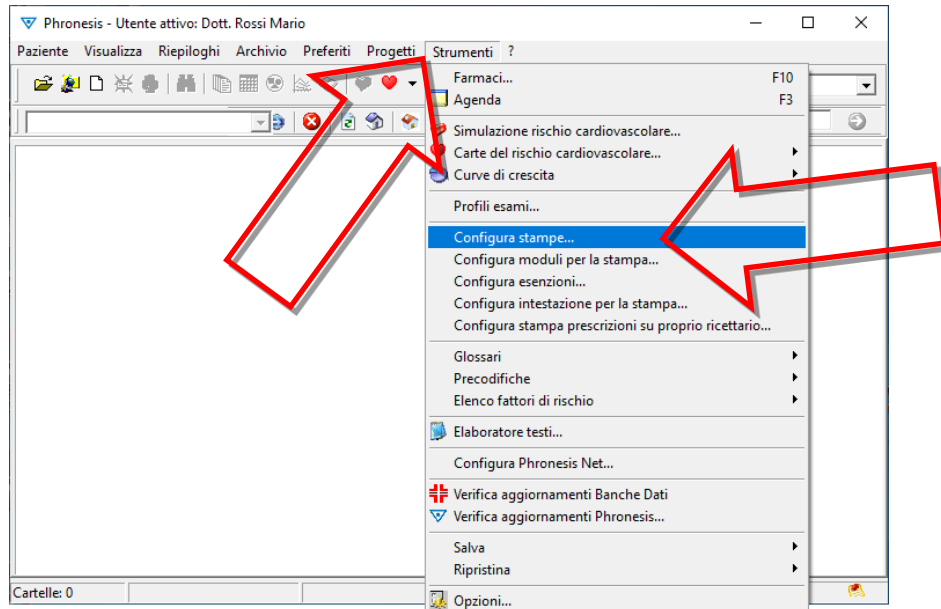 Phronesis - Utente attivo: Dott. Rossi Mario
Paziente Visualizza Riepiloghi Archivio Preferiti Progetti Strumenti ?
Farmaci... F10
Agenda F3
Simulazione rischio cardiovascolare...
Carte del rischio cardiovascolare...
Curve di crescita
Profili esami...
Configura stampe...
Configura moduli per la stampa...
Configura esenzioni...
Configura intestazione per la stampa...
Configura stampa prescrizioni su proprio ricettario...
Glossari
Precodifiche
Elenco fattori di rischio
Elaboratore testi...
Configura Phronesis Net...
Verifica aggiornamenti Banche Dati
Verifica aggiornamenti Phronesis...
Salva
Ripristina
Opzioni...
Cartelle: 0